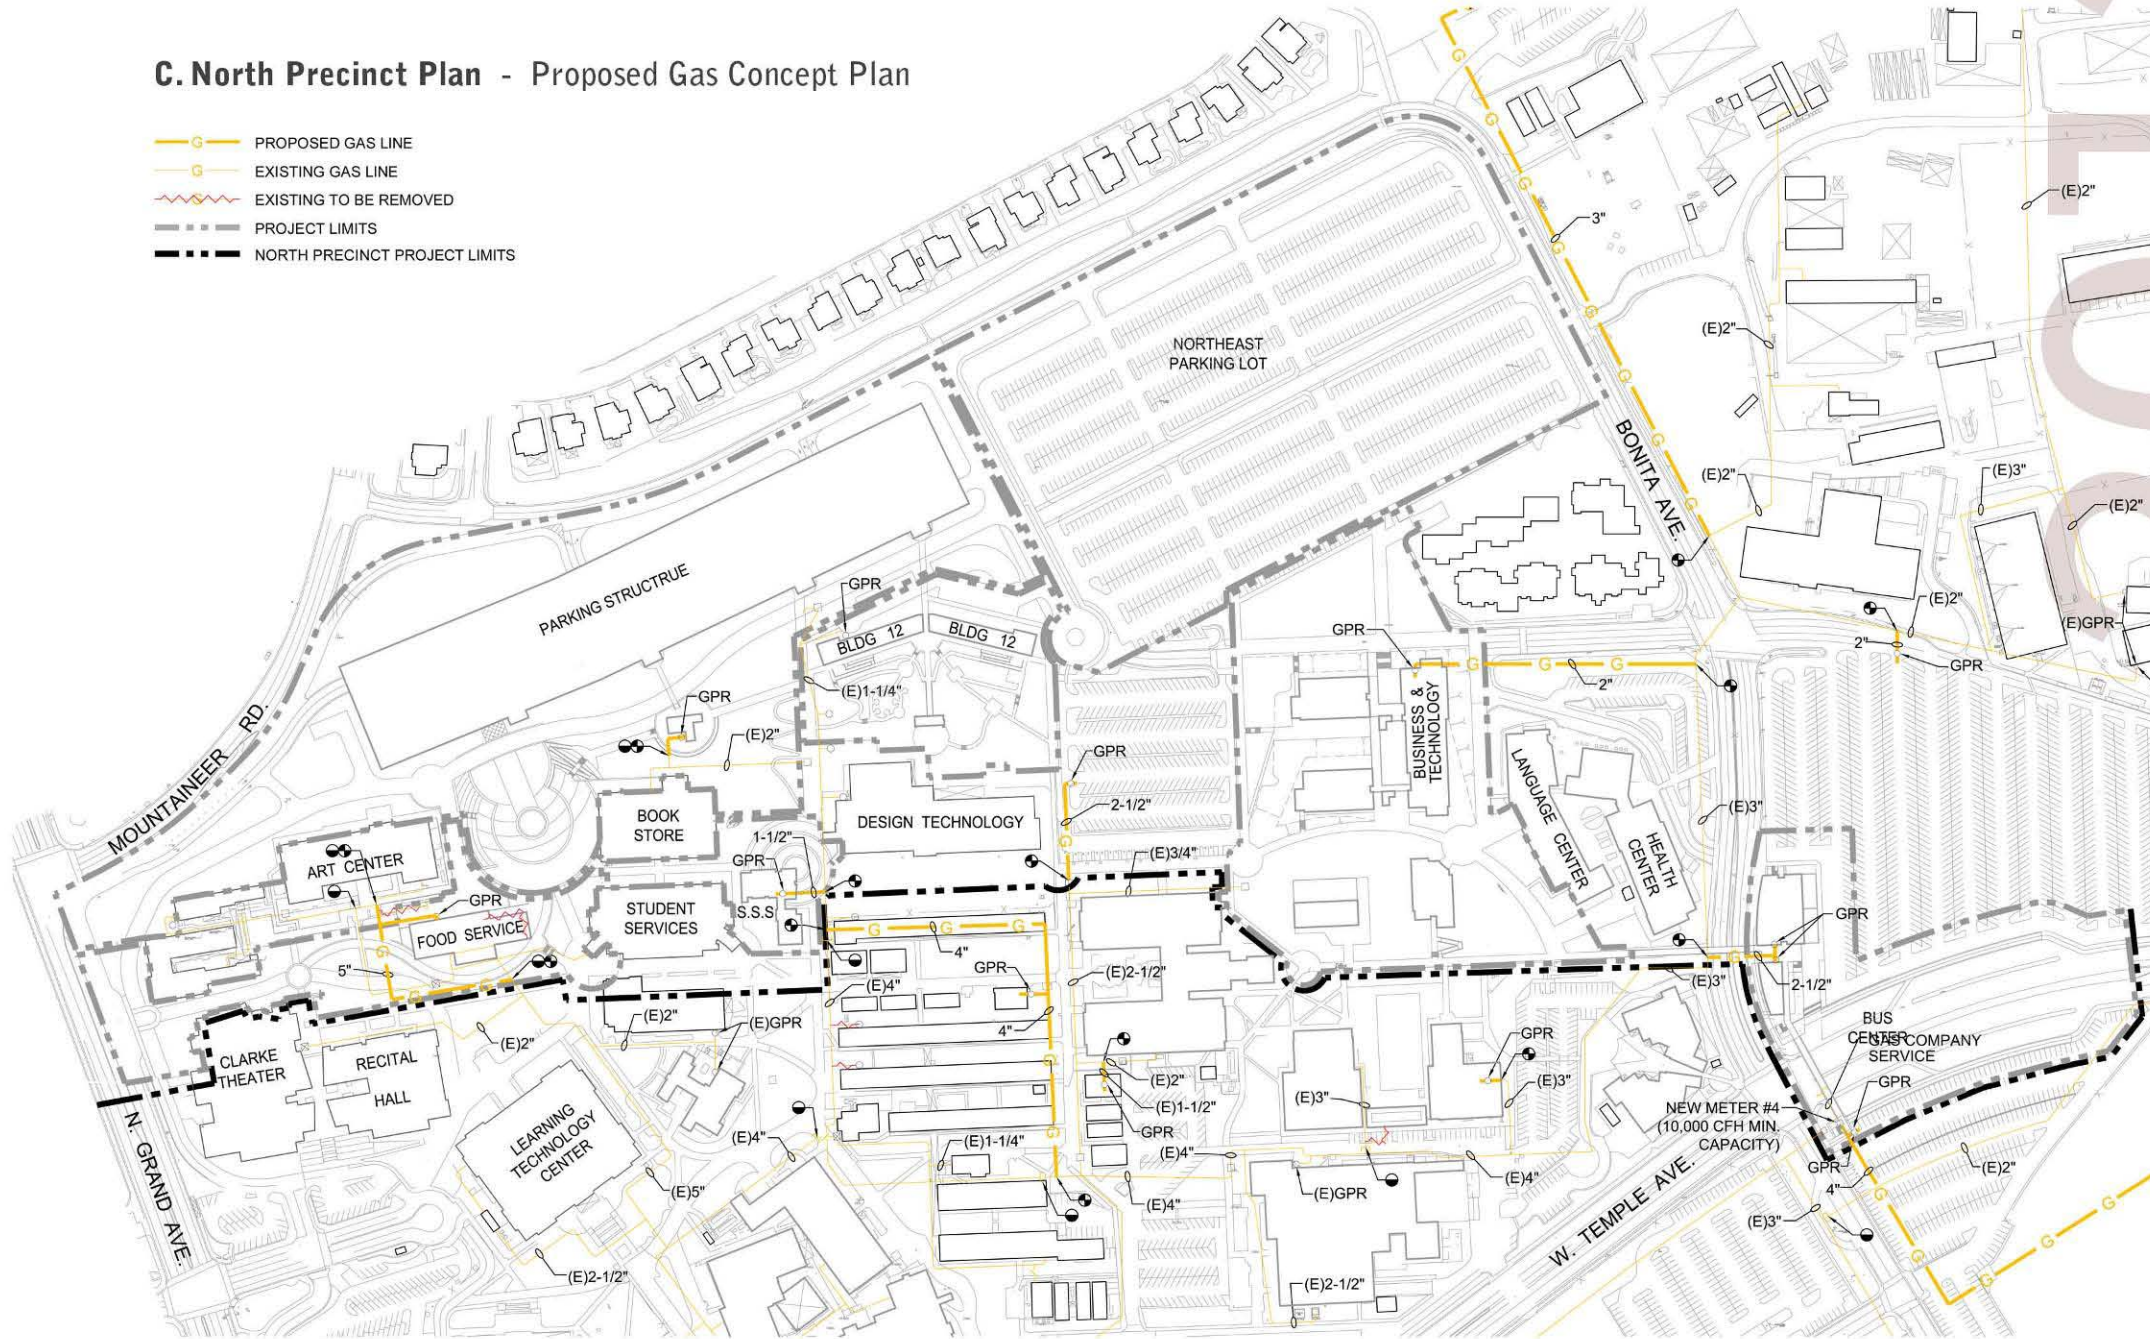 C. North Precinct Plan - Proposed Gas Concept Plan
G PROPOSED GAS LINE
G EXISTING GAS LINE
G EXISTING TO BE REMOVED
PROJECT LIMITS
NORTH PRECINCT PROJECT LIMITS
G
G
G
3"
G
G
G
G
G
(E)2"
(E)2"
NORTHEAST
PARKING LOT
BONITA AVE.
(E)2"
(E)3"
(E)2"
PARKING STRUCTRUE
GPR
BLDG 12
BLDG 12
(E)2"
(E)GPR
2"
GPR
GPR
G
G
G
2"
(E)1-1/4"
GPR
(E)2"
MOUNTAINEER RD.
BUSINESS &
TECHNOLOGY
GPR
2-1/2"
G
LANGUAGE CENTER
HEALTH
CENTER
(E)3"
BOOK
STORE
DESIGN TECHNOLOGY
1-1/2"
GPR
(E)3/4"
ART CENTER
GPR
FOOD SERVICE
STUDENT
SERVICES
S.S.S
G
G
G
4"
GPR
G
5"
G
G
GPR
(E)2-1/2"
(E)4"
G
(E)3"
2-1/2"
(E)2"
(E)GPR
4"
(E)2"
CLARKE
THEATER
RECITAL
HALL
G
(E)2"
(E)1-1/2"
GPR
GPR
(E)3"
(E)3"
BUS
CENTER
GAS COMPANY
SERVICE
GPR
NEW METER #4
(10,000 CFH MIN.
CAPACITY)
N. GRAND AVE.
LEARNING
TECHNOLOGY
CENTER
(E)4"
G
(E)1-1/4"
(E)4"
(E)5"
(E)4"
(E)GPR
(E)4"
GPR
4"
(E)2"
W. TEMPLE AVE.
(E)3"
G
G
G
G
G
(E)2-1/2"
(E)2-1/2"